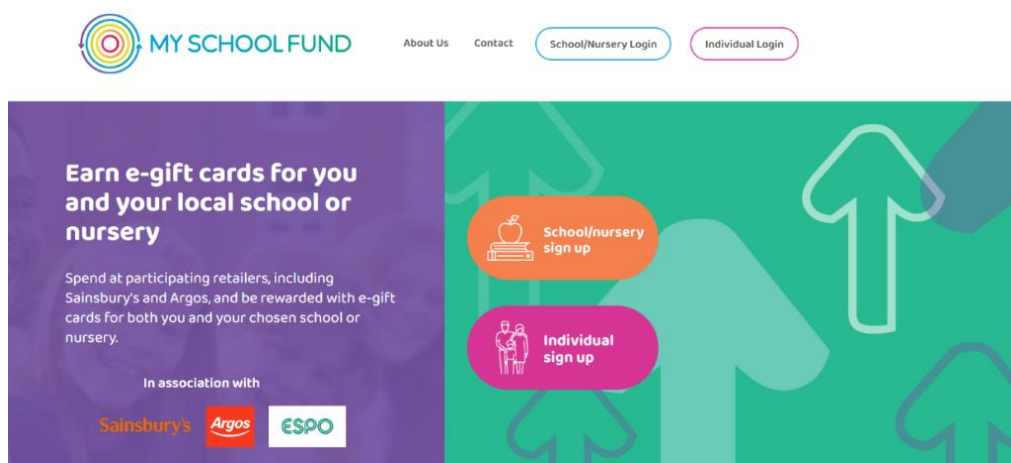 MY SCHOOL FUND
About Us
Contact
School/Nursery Login
Individual Login
Earn e-gift cards for you
and your local school or
nursery
Spend at participating retailers, including
Sainsbury's and Argos, and be rewarded with e-gift
cards for both you and your chosen school or
nursery.
In association with
Sainsbury's
Argos
ESPO
School/nursery
sign up
Individual
sign up